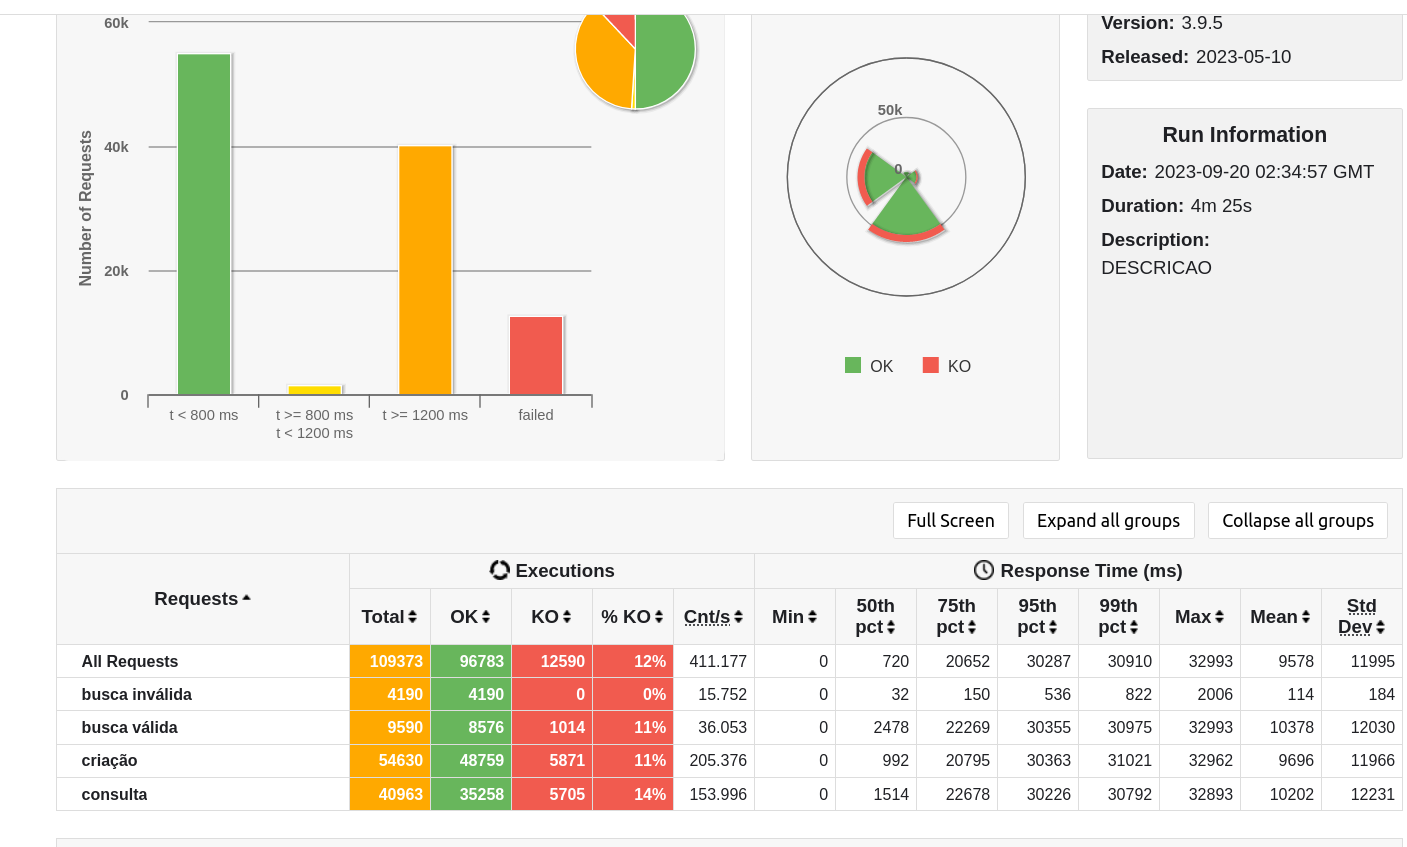 60k
40k
20k
0
Number of Requests
t < 800 ms
t >= 800 ms
t < 1200 ms
t >= 1200 ms
failed
50k
0
OK
KO
Version: 3.9.5
Released: 2023-05-10
Run Information
Date: 2023-09-20 02:34:57 GMT
Duration: 4m 25s
Description:
DESCRICAO
Full Screen Expand all groups Collapse all groups
Requests Executions Response Time (ms)
Total OK KO % KO Cnt/s Min 50th pct 75th pct 95th pct 99th pct Max Mean Std Dev
All Requests 109373 96783 12590 12% 411.177 0 720 20652 30287 30910 32993 9578 11995
busca inválida 4190 4190 0 0% 15.752 0 32 150 536 822 2006 114 184
busca válida 9590 8576 1014 11% 36.053 0 2478 22269 30355 30975 32993 10378 12030
criação 54630 48759 5871 11% 205.376 0 992 20795 30363 31021 32962 9696 11966
consulta 40963 35258 5705 14% 153.996 0 1514 22678 30226 30792 32893 10202 12231